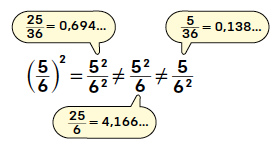 25/36 = 0,694...
5/36 = 0,138...
(5/6)² = 5²/6² ≠ 5²/6 ≠ 5/6²
25/6 = 4,166...